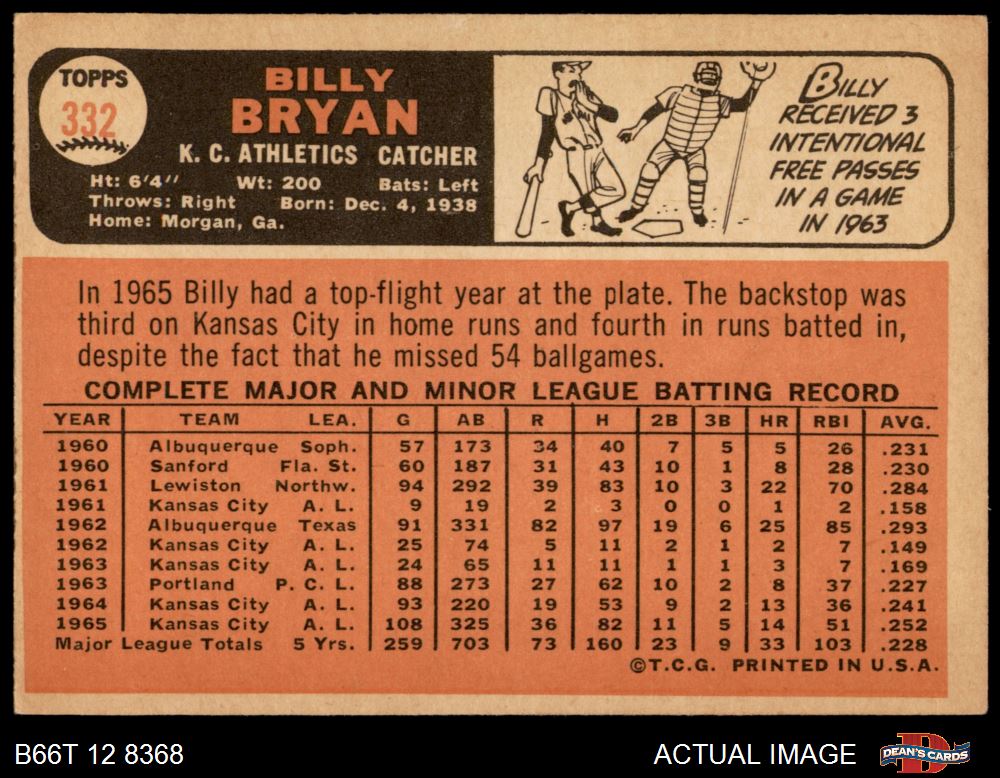 TOPPS
332
BILLY
BRYAN
K. C. ATHLETICS CATCHER
Ht: 6'4" Wt: 200 Bats: Left
Throws: Right Born: Dec. 4, 1938
Home: Morgan, Ga.
BILLY
RECEIVED 3
INTENTIONAL
FREE PASSES
IN A GAME
IN 1963
In 1965 Billy had a top-flight year at the plate. The backstop was
third on Kansas City in home runs and fourth in runs batted in,
despite the fact that he missed 54 ballgames.
COMPLETE MAJOR AND MINOR LEAGUE BATTING RECORD
YEAR TEAM LEA. G AB R H 2B 3B HR RBI AVG.
1960 Albuquerque Soph. 57 173 34 40 7 5 5 26 .231
1960 Sanford Fla. St. 60 187 31 43 10 1 8 28 .230
1961 Lewiston Northw. 94 292 39 83 10 3 22 70 .284
1961 Kansas City A. L. 9 19 2 3 0 0 1 2 .158
1962 Albuquerque Texas 91 331 82 97 19 6 25 85 .293
1962 Kansas City A. L. 25 74 5 11 2 1 2 7 .149
1963 Kansas City A. L. 24 65 11 11 1 1 3 7 .169
1963 Portland P. C. L. 88 273 27 62 10 2 8 37 .227
1964 Kansas City A. L. 93 220 19 53 9 2 13 36 .241
1965 Kansas City A. L. 108 325 36 82 11 5 14 51 .252
Major League Totals 5 Yrs. 259 703 73 160 23 9 33 103 .228
©T.C.G. PRINTED IN U.S.A.
B66T 12 8368 ACTUAL IMAGE DEAN'S CARDS